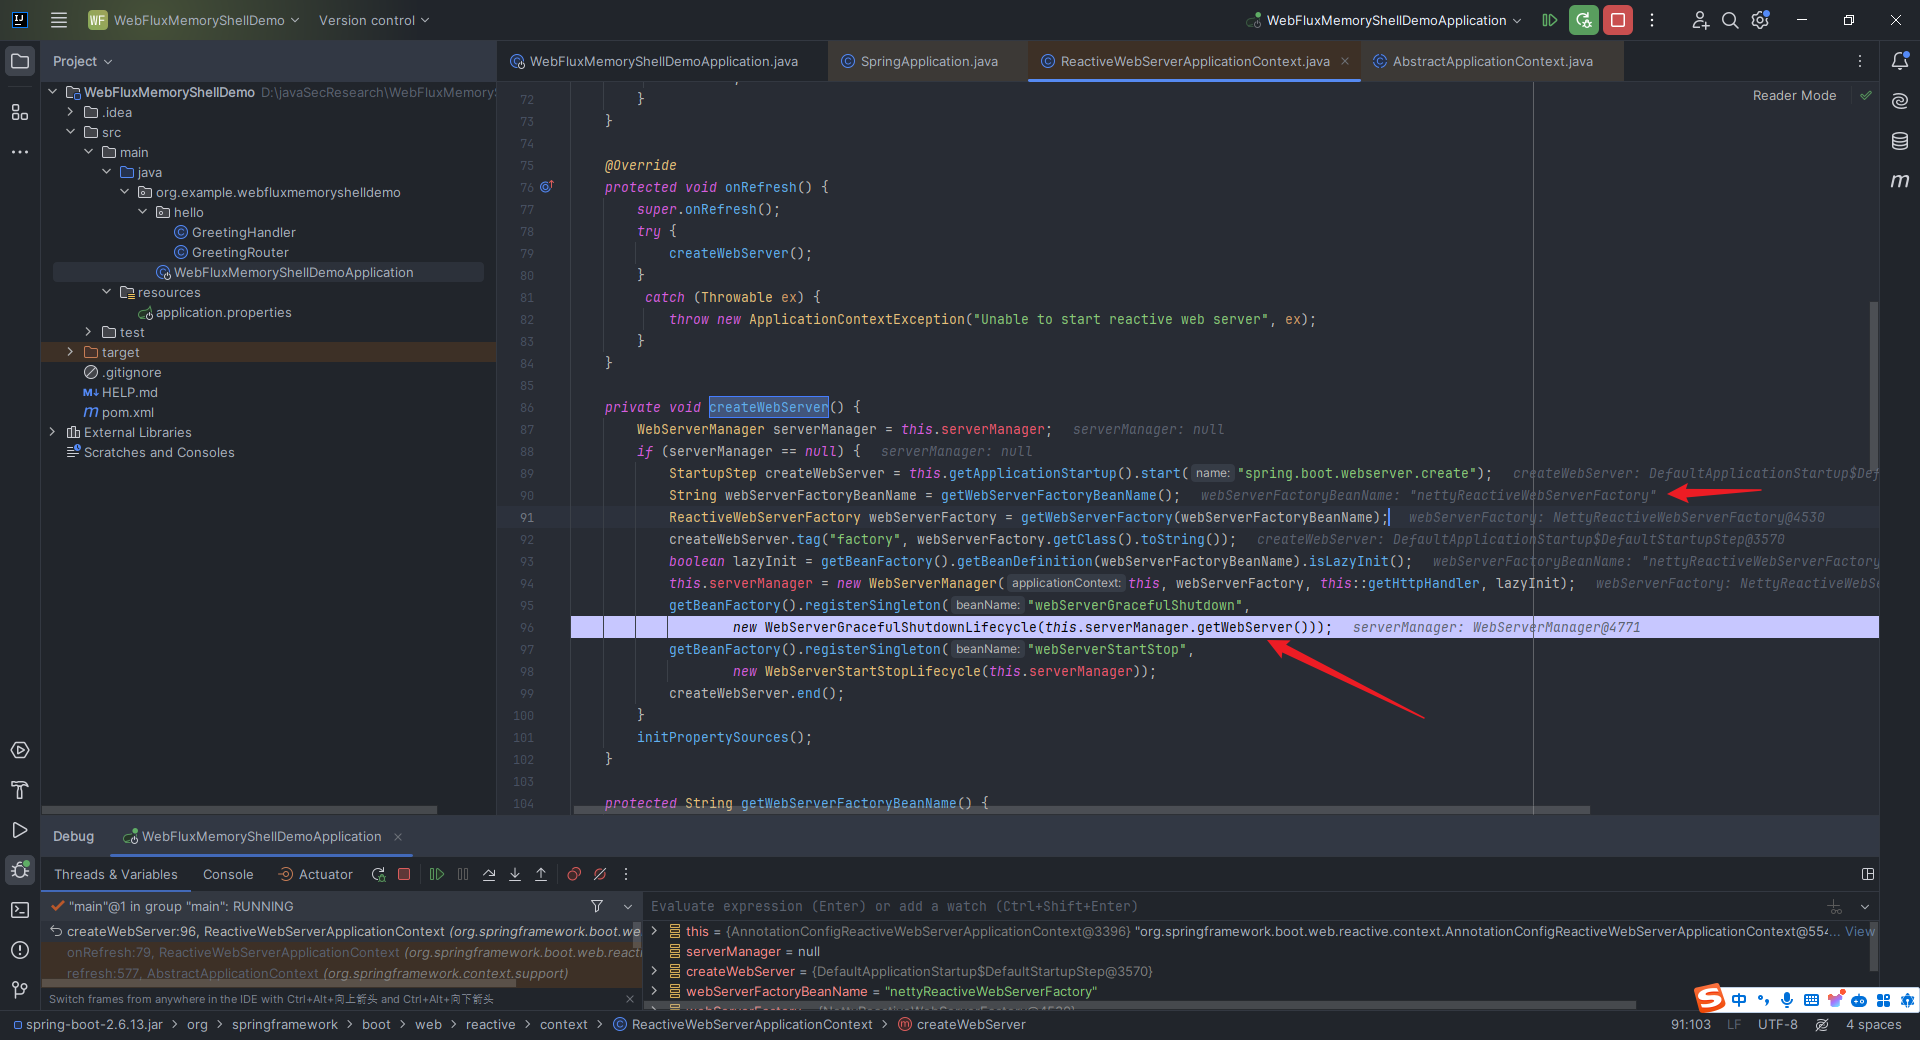 WF WebFluxMemoryShellDemo Version control WebFluxMemoryShellDemoApplication
Project
WebFluxMemoryShellDemoApplication.java SpringApplication.java ReactiveWebServerApplicationContext.java AbstractApplicationContext.java
Reader Mode
WebFluxMemoryShellDemo D:\javaSecResearch\WebFluxMemoryS
.idea
src
main
java
org.example.webfluxmemoryshelldemo
hello
GreetingHandler
GreetingRouter
WebFluxMemoryShellDemoApplication
resources
application.properties
test
target
.gitignore
HELP.md
pom.xml
External Libraries
Scratches and Consoles
72 }
73 }
74
75 @Override
76 protected void onRefresh() {
77 super.onRefresh();
78 try {
79 createWebServer();
80 }
81 catch (Throwable ex) {
82 throw new ApplicationContextException("Unable to start reactive web server", ex);
83 }
84 }
85
86 private void createWebServer() {
87 WebServerManager serverManager = this.serverManager; serverManager: null
88 if (serverManager == null) { serverManager: null
89 StartupStep createWebServer = this.getApplicationStartup().start( name: "spring.boot.webserver.create"); createWebServer: DefaultApplicationStartup$Def
90 String webServerFactoryBeanName = getWebServerFactoryBeanName(); webServerFactoryBeanName: "nettyReactiveWebServerFactory"
91 ReactiveWebServerFactory webServerFactory = getWebServerFactory(webServerFactoryBeanName); webServerFactory: NettyReactiveWebServerFactory@4530
92 createWebServer.tag("factory", webServerFactory.getClass().toString()); createWebServer: DefaultApplicationStartup$DefaultStartupStep@3570
93 boolean lazyInit = getBeanFactory().getBeanDefinition(webServerFactoryBeanName).isLazyInit(); webServerFactoryBeanName: "nettyReactiveWebServerFactory
94 this.serverManager = new WebServerManager( applicationContext: this, webServerFactory, this::getHttpHandler, lazyInit); webServerFactory: NettyReactiveWebSe
95 getBeanFactory().registerSingleton( beanName: "webServerGracefulShutdown",
96 new WebServerGracefulShutdownLifecycle(this.serverManager.getWebServer())); serverManager: WebServerManager@4771
97 getBeanFactory().registerSingleton( beanName: "webServerStartStop",
98 new WebServerStartStopLifecycle(this.serverManager));
99 createWebServer.end();
100 }
101 initPropertySources();
102 }
103
104 protected String getWebServerFactoryBeanName() {
Debug WebFluxMemoryShellDemoApplication
Threads & Variables Console Actuator
"main"@1 in group "main": RUNNING
createWebServer:96, ReactiveWebServerApplicationContext (org.springframework.boot.we
onRefresh:79, ReactiveWebServerApplicationContext (org.springframework.boot.web.reacti
refresh:577, AbstractApplicationContext (org.springframework.context.support)
Switch frames from anywhere in the IDE with Ctrl+Alt+向上箭头 and Ctrl+Alt+向下箭头
Evaluate expression (Enter) or add a watch (Ctrl+Shift+Enter)
this = {AnnotationConfigReactiveWebServerApplicationContext@3396} "org.springframework.boot.web.reactive.context.AnnotationConfigReactiveWebServerApplicationContext@554... View
serverManager = null
createWebServer = {DefaultApplicationStartup$DefaultStartupStep@3570}
webServerFactoryBeanName = "nettyReactiveWebServerFactory"
中
spring-boot-2.6.13.jar org springframework boot web reactive context ReactiveWebServerApplicationContext createWebServer
91:103 LF UTF-8 4 spaces